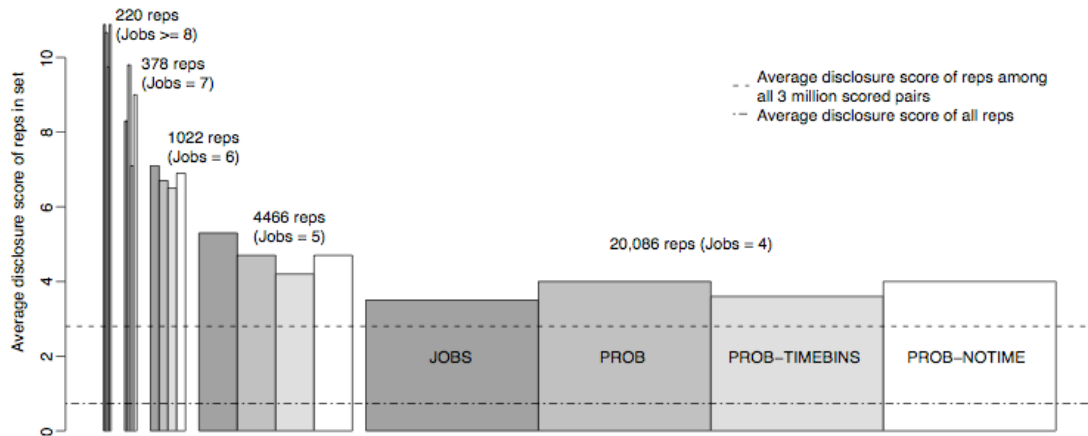 220 reps
(Jobs >= 8)
378 reps
(Jobs = 7)
1022 reps
(Jobs = 6)
4466 reps
(Jobs = 5)
20,086 reps (Jobs = 4)
Average disclosure score of reps among
all 3 million scored pairs
Average disclosure score of all reps
Average disclosure score of reps in set
10
8
6
4
2
0
JOBS
PROB
PROB-TIMEBINS
PROB-NOTIME